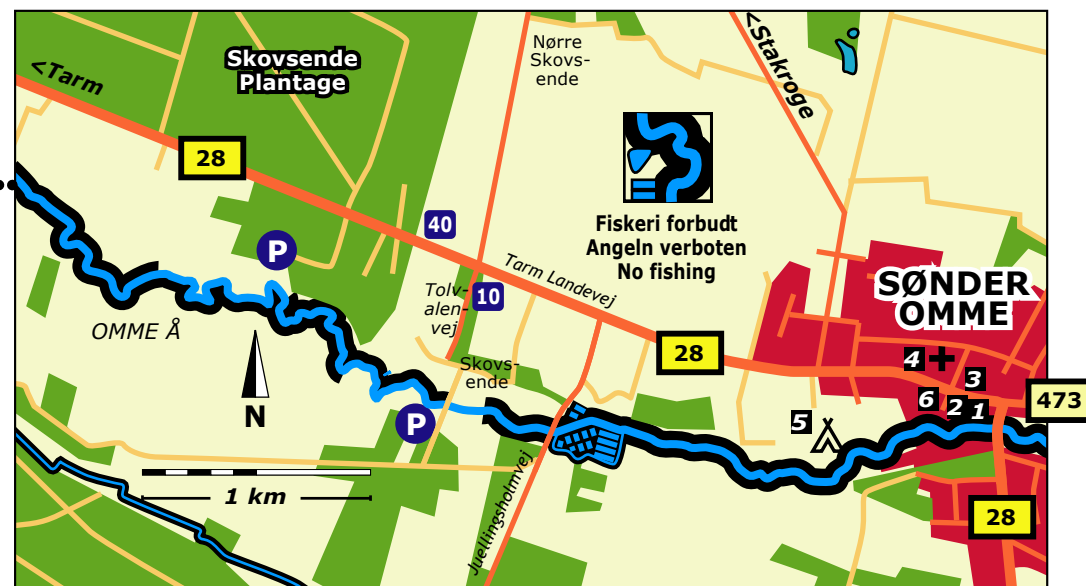 <Tarm
Skovsende
Plantage
Nørre
Skovs-
ende
<Stakroge
28
Fiskeri forbudt
Angeln verboten
No fishing
40
P
Tarm Landevej
Tolv-
alen-
vej
10
SØNDER
OMME
OMME Å
Skovs-
ende
28
4
3
6
2
1
473
5
P
N
1 km
Juellingsholmvej
28